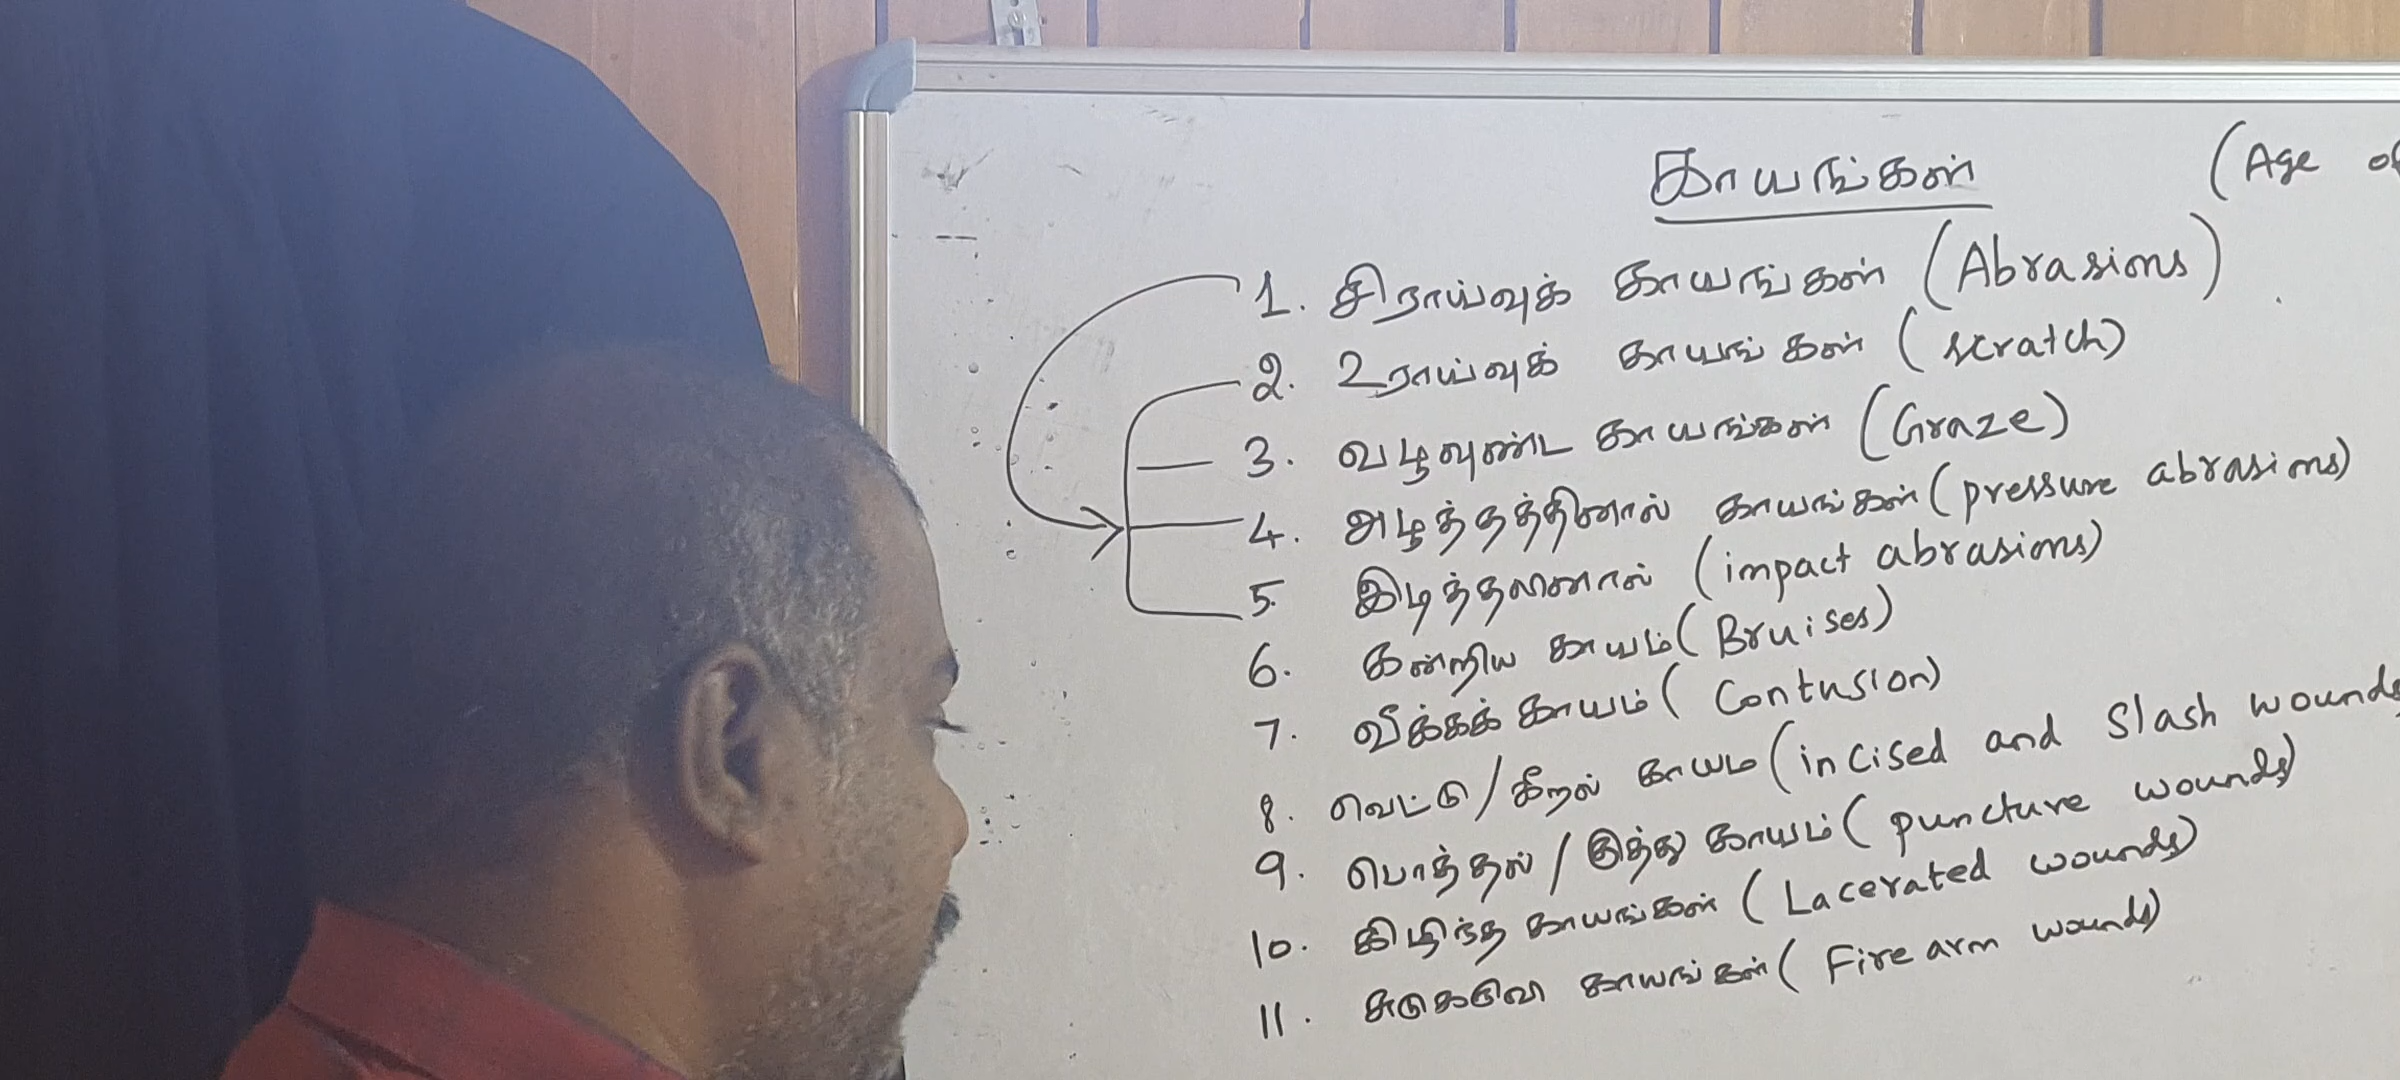 காயங்கள் (Age of
1. சிராய்வுக் காயங்கள் (Abrasions)
2. உராய்வுக் காயங்கள் (scratch)
3. வழவுண்ட காயங்கள் (Graze)
4. அழுத்தத்தினால் காயங்கள் (pressure abrasions)
5. இடித்தலினால் (impact abrasions)
6. கன்றிய காயம் (Bruises)
7. வீக்கக் காயம் (Contusion)
8. வெட்டு / கீறல் காயம் (incised and Slash wounds
9. பொத்தல் / குத்து காயம் (puncture wounds)
10. கிழிந்த காயங்கள் (Lacerated wounds)
11. காயங்கள் (Fire arm wounds)